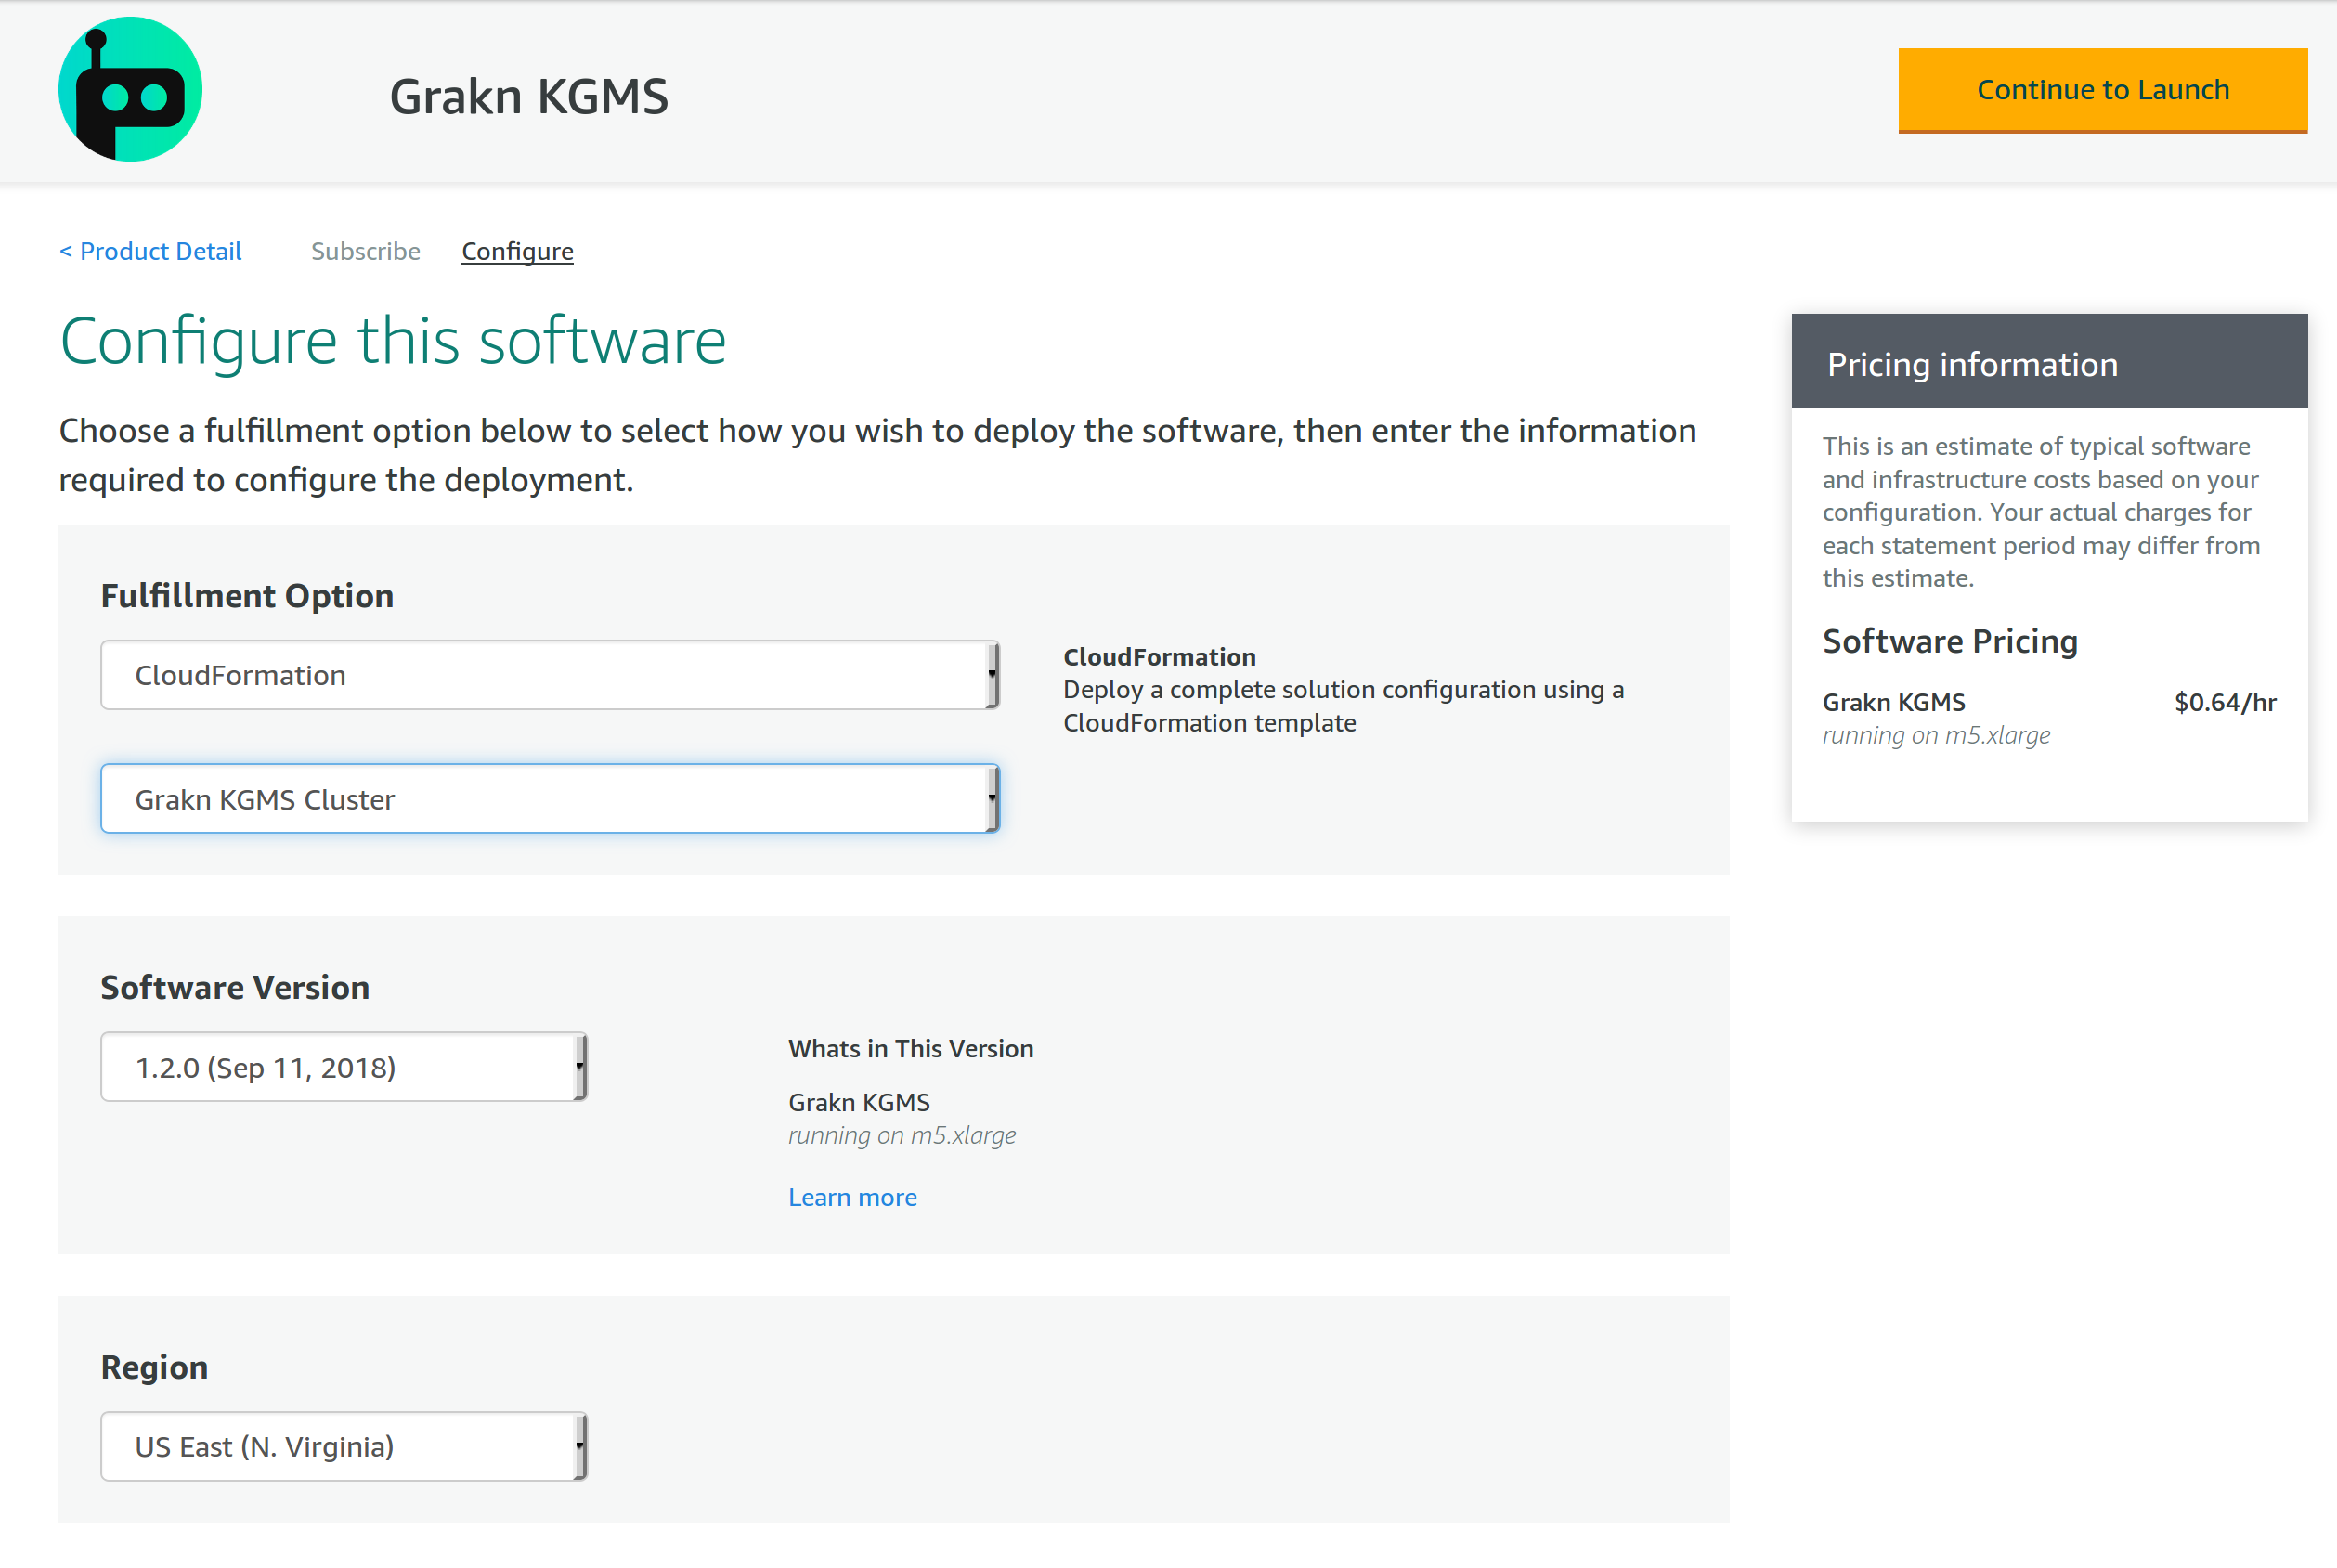 Grakn KGMS
Continue to Launch
< Product Detail
Subscribe
Configure
Configure this software
Choose a fulfillment option below to select how you wish to deploy the software, then enter the information
required to configure the deployment.
Fulfillment Option
CloudFormation
Grakn KGMS Cluster
CloudFormation
Deploy a complete solution configuration using a
CloudFormation template
Software Version
1.2.0 (Sep 11, 2018)
Whats in This Version
Grakn KGMS
running on m5.xlarge
Learn more
Region
US East (N. Virginia)
Pricing information
This is an estimate of typical software
and infrastructure costs based on your
configuration. Your actual charges for
each statement period may differ from
this estimate.
Software Pricing
Grakn KGMS $0.64/hr
running on m5.xlarge